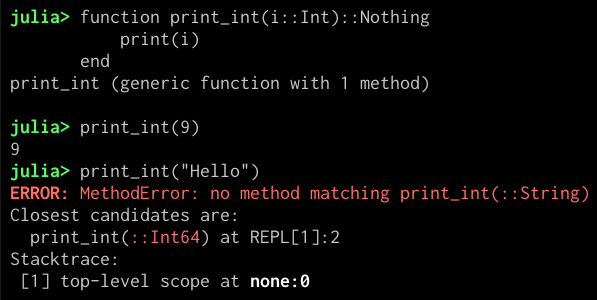 julia> function print_int(i::Int)::Nothing
           print(i)
       end
print_int (generic function with 1 method)

julia> print_int(9)
9
julia> print_int("Hello")
ERROR: MethodError: no method matching print_int(::String)
Closest candidates are:
  print_int(::Int64) at REPL[1]:2
Stacktrace:
 [1] top-level scope at none:0